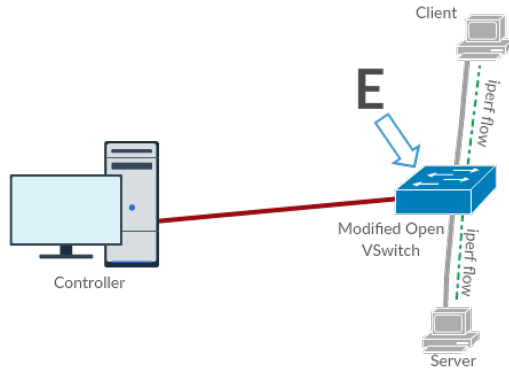 Client
E
iperf flow
Modified Open
VSwitch
iperf flow
Controller
Server